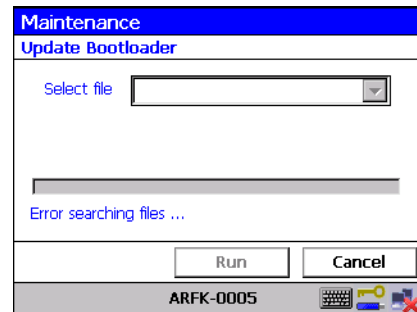 Maintenance
Update Bootloader
Select file
Error searching files ...
Run
Cancel
ARFK-0005